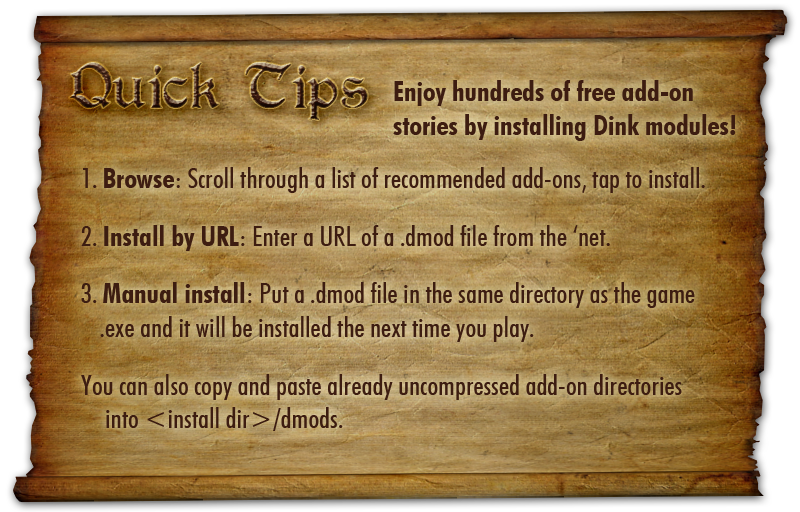 Quick Tips
Enjoy hundreds of free add-on
stories by installing Dink modules!
1. Browse: Scroll through a list of recommended add-ons, tap to install.
2. Install by URL: Enter a URL of a .dmod file from the ‘net.
3. Manual install: Put a .dmod file in the same directory as the game
.exe and it will be installed the next time you play.
You can also copy and paste already uncompressed add-on directories
into <install dir>/dmods.